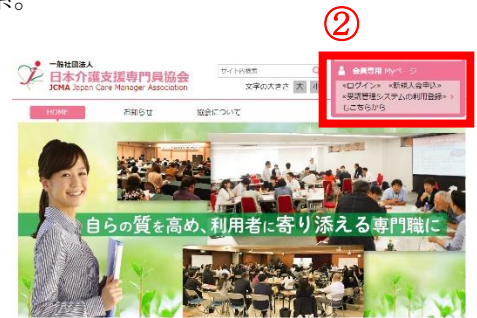 索。
②
一般社団法人
日本介護支援専門員協会
JCMA Japan Care Manager Association
サイト内検索
文字の大きさ 大 小
会員専用 Myページ
«ログイン» «新規入会申込»
«受講管理システムの利用登録»
もこちらから
HOME お知らせ 協会について
自らの質を高め、利用者に寄り添える専門職に